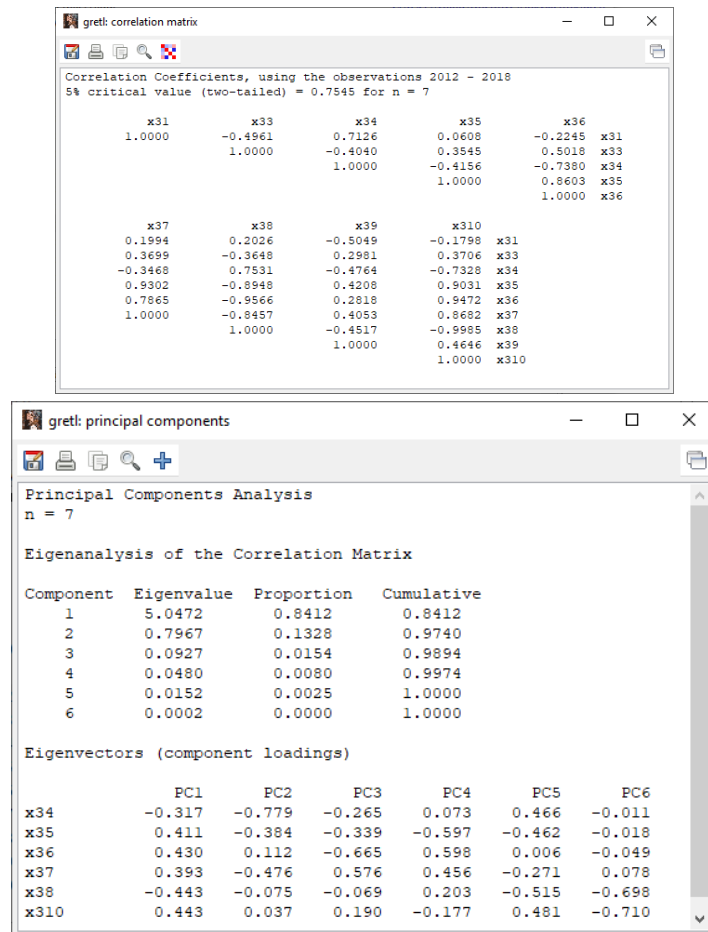 gretl: correlation matrix
Correlation Coefficients, using the observations 2012 - 2018
5% critical value (two-tailed) = 0.7545 for n = 7
x31 x33 x34 x35 x36
1.0000 -0.4961 0.7126 0.0608 -0.2245 x31
1.0000 -0.4040 0.3545 0.5018 x33
1.0000 -0.4156 -0.7380 x34
1.0000 0.8603 x35
1.0000 x36
x37 x38 x39 x310
0.1994 0.2026 -0.5049 -0.1798 x31
0.3699 -0.3648 0.2981 0.3706 x33
-0.3468 0.7531 -0.4764 -0.7328 x34
0.9302 -0.8948 0.4208 0.9031 x35
0.7865 -0.9566 0.2818 0.9472 x36
1.0000 -0.8457 0.4053 0.8682 x37
1.0000 -0.4517 -0.9985 x38
1.0000 0.4646 x39
1.0000 x310
gretl: principal components
Principal Components Analysis
n = 7
Eigenanalysis of the Correlation Matrix
Component Eigenvalue Proportion Cumulative
1 5.0472 0.8412 0.8412
2 0.7967 0.1328 0.9740
3 0.0927 0.0154 0.9894
4 0.0480 0.0080 0.9974
5 0.0152 0.0025 1.0000
6 0.0002 0.0000 1.0000
Eigenvectors (component loadings)
PC1 PC2 PC3 PC4 PC5 PC6
x34 -0.317 -0.779 -0.265 0.073 0.466 -0.011
x35 0.411 -0.384 -0.339 -0.597 -0.462 -0.018
x36 0.430 0.112 -0.665 0.598 0.006 -0.049
x37 0.393 -0.476 0.576 0.456 -0.271 0.078
x38 -0.443 -0.075 -0.069 0.203 -0.515 -0.698
x310 0.443 0.037 0.190 -0.177 0.481 -0.710